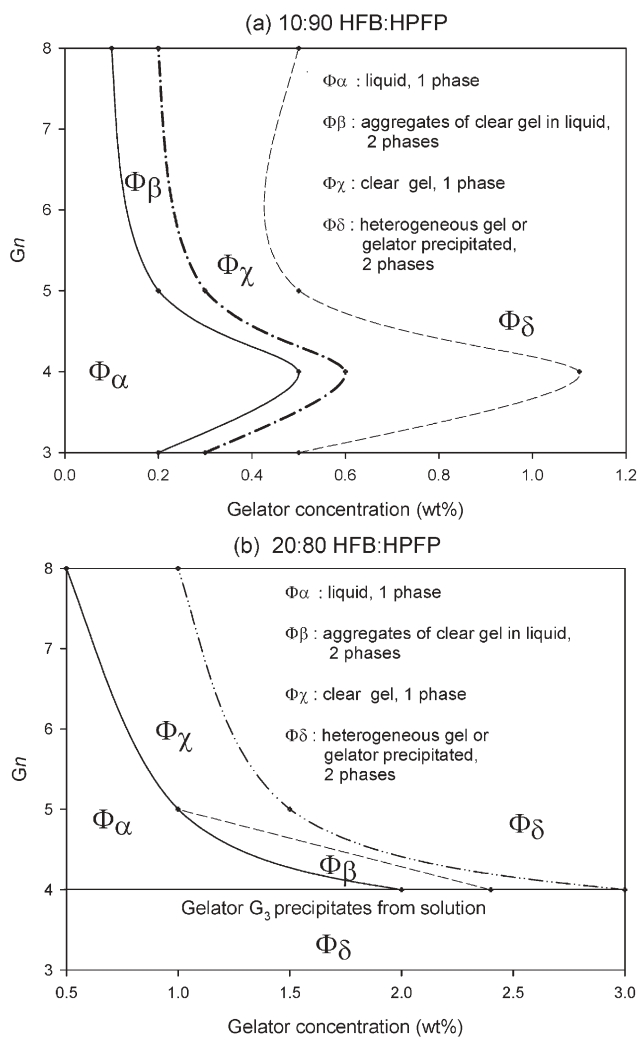 (a) 10:90 HFB:HPFP
8
7
6
5
4
3
Gn
Φα : liquid, 1 phase
Φβ : aggregates of clear gel in liquid,
2 phases
Φχ : clear gel, 1 phase
Φδ : heterogeneous gel or
gelator precipitated,
2 phases
Φβ
Φχ
Φδ
Φα
0.0 0.2 0.4 0.6 0.8 1.0 1.2
Gelator concentration (wt%)
(b) 20:80 HFB:HPFP
8
7
6
5
4
3
Gn
Φα : liquid, 1 phase
Φβ : aggregates of clear gel in liquid,
2 phases
Φχ : clear gel, 1 phase
Φδ : heterogeneous gel or
gelator precipitated,
2 phases
Φχ
Φα
Φδ
Φβ
Gelator G₃ precipitates from solution
Φδ
0.5 1.0 1.5 2.0 2.5 3.0
Gelator concentration (wt%)